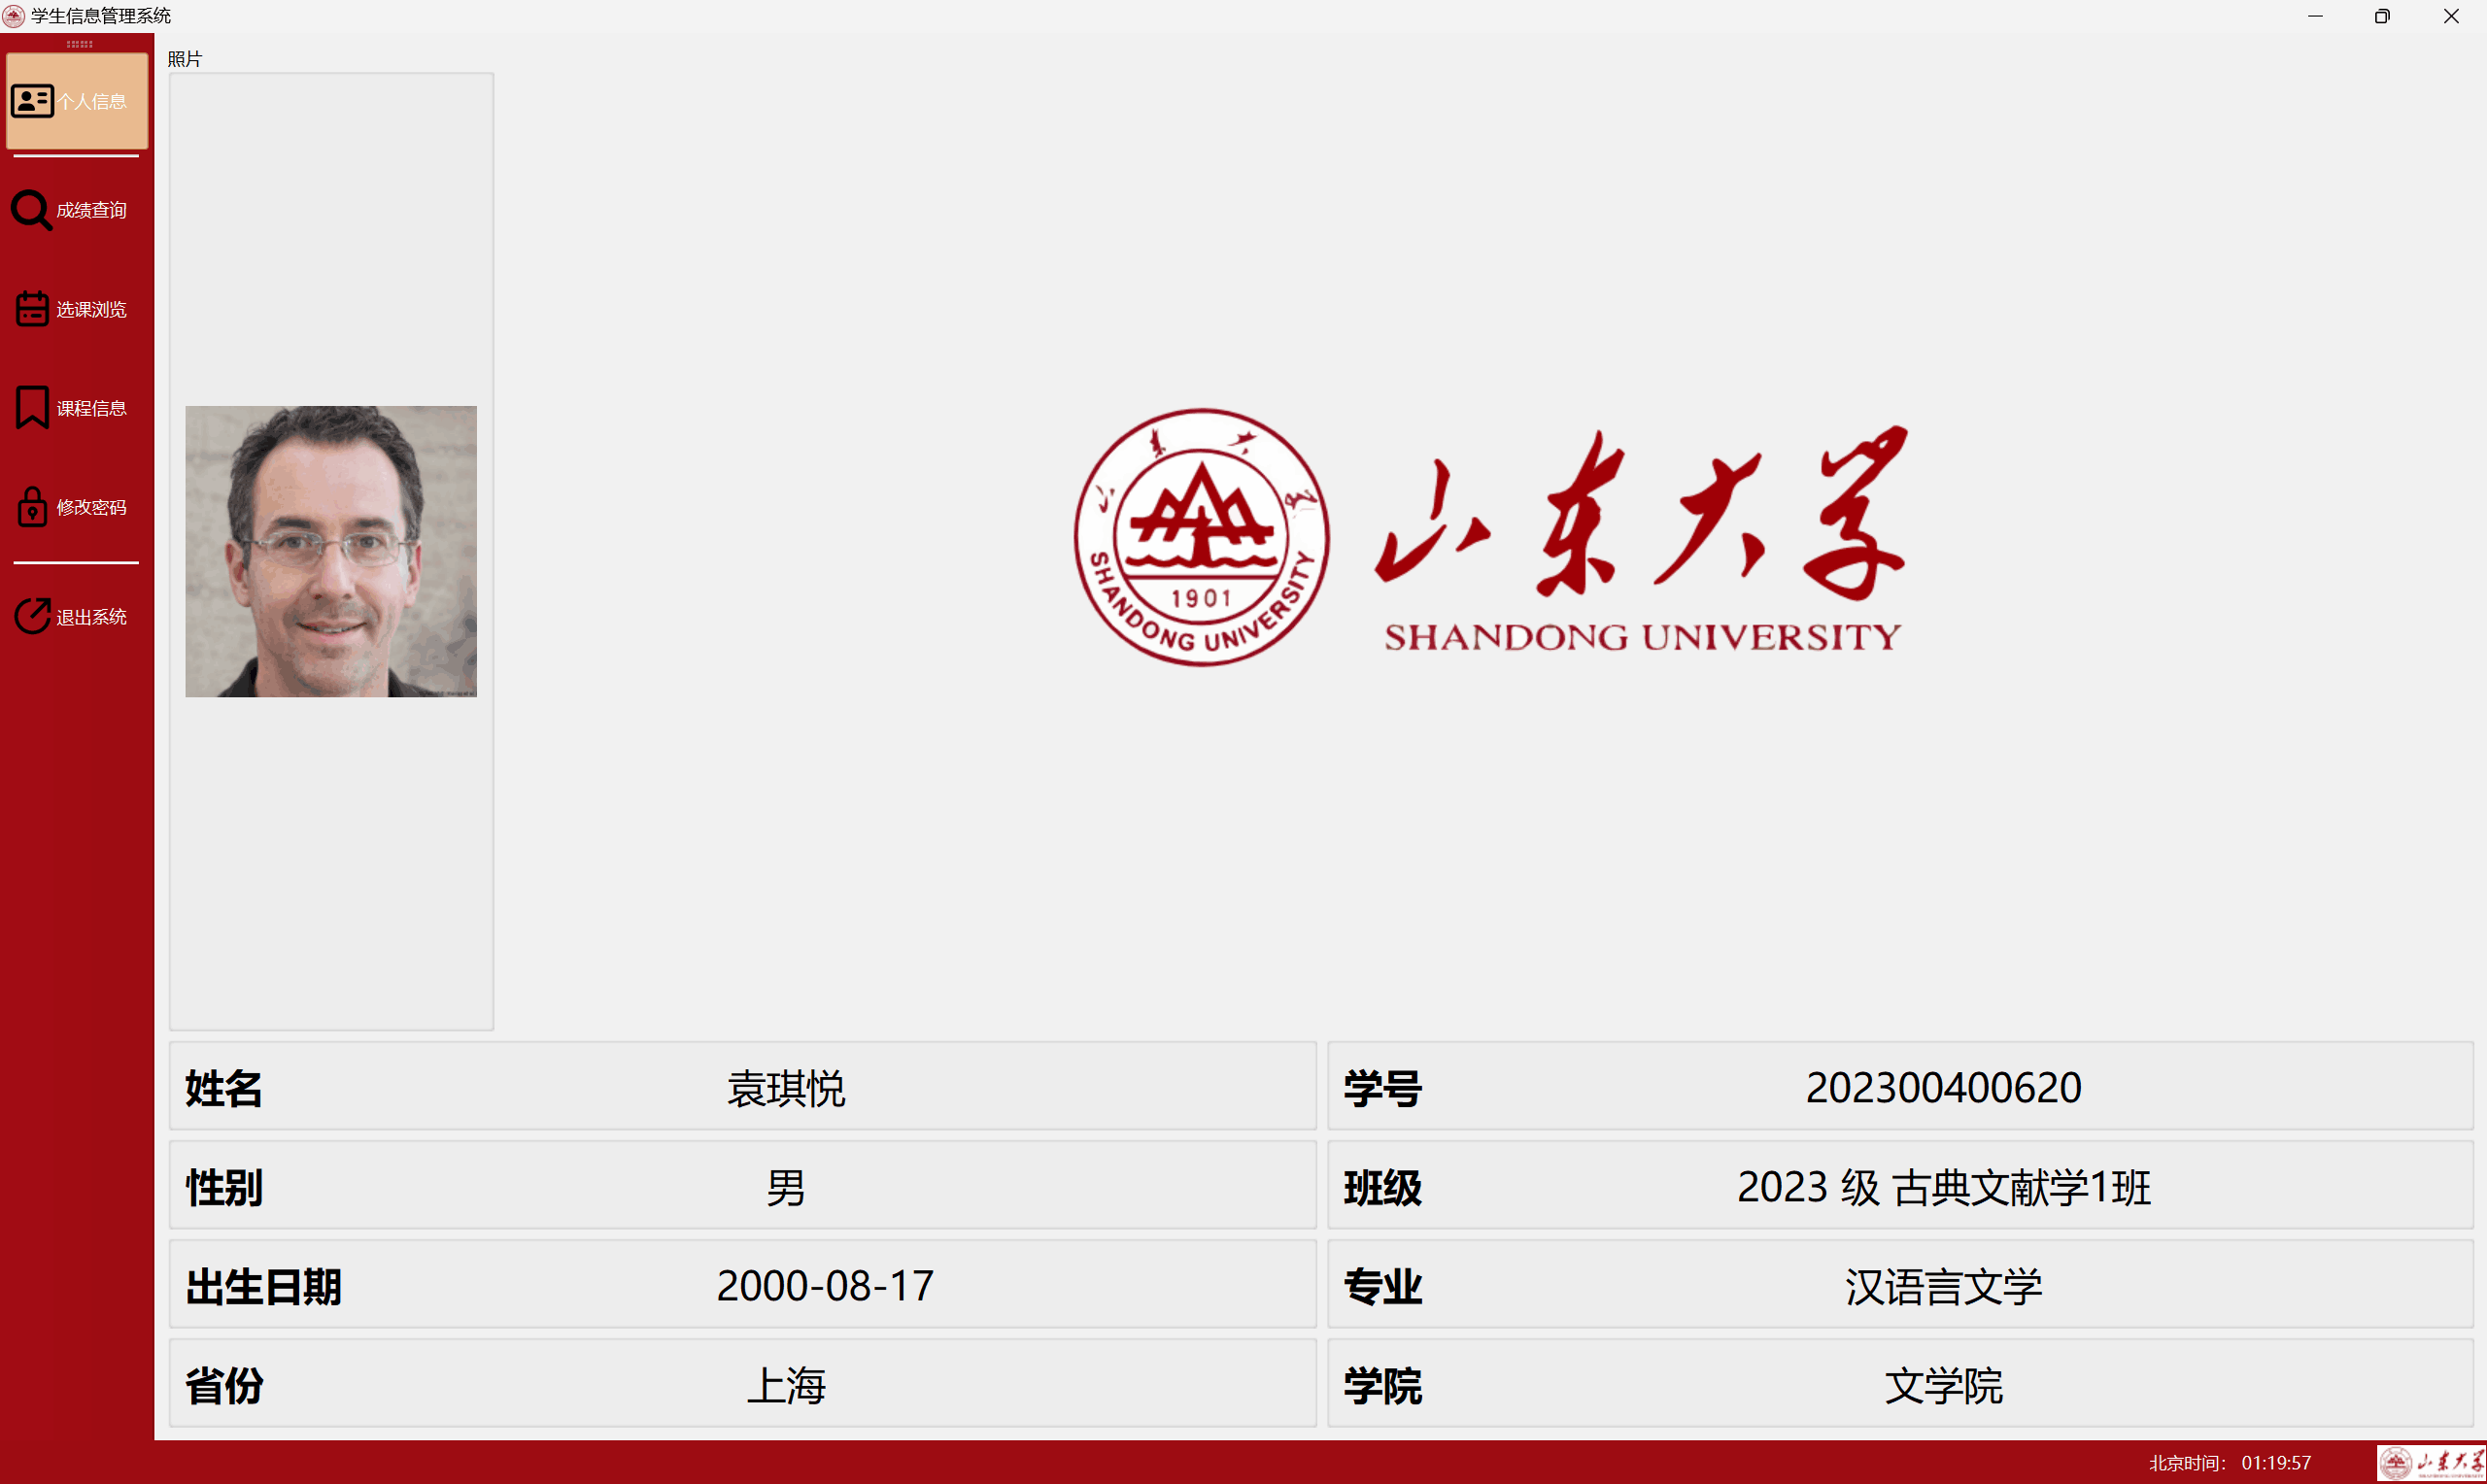 学生信息管理系统
个人信息
成绩查询
选课浏览
课程信息
修改密码
退出系统
照片
山东大学
1901
SHANDONG UNIVERSITY
山东大学
SHANDONG UNIVERSITY
姓名 袁琪悦
学号 202300400620
性别 男
班级 2023 级 古典文献学1班
出生日期 2000-08-17
专业 汉语言文学
省份 上海
学院 文学院
北京时间： 01:19:57
山东大学